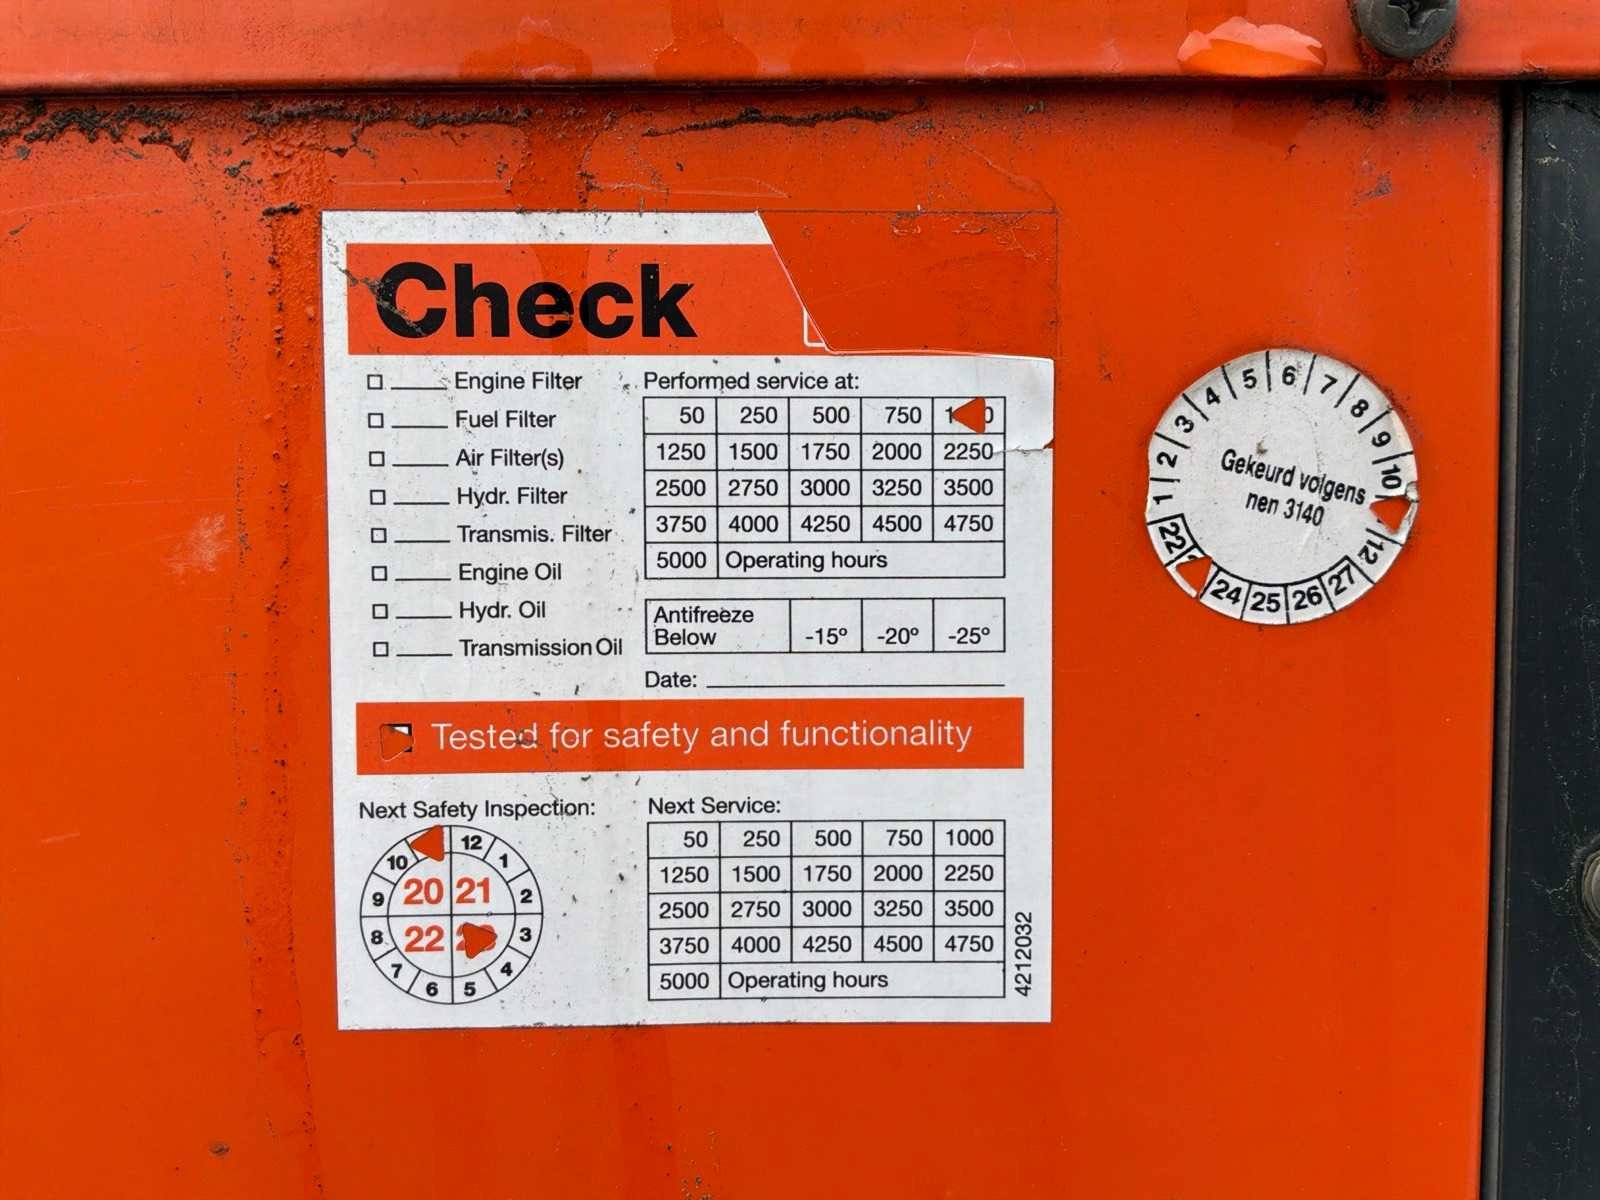 Check
Engine Filter
Fuel Filter
Air Filter(s)
Hydr. Filter
Transmis. Filter
Engine Oil
Hydr. Oil
Transmission Oil
Performed service at:
50 250 500 750
1250 1500 1750 2000 2250
2500 2750 3000 3250 3500
3750 4000 4250 4500 4750
5000 Operating hours
Antifreeze
Below -15º -20º -25º
Date:
Tested for safety and functionality
Next Safety Inspection:
12 1 2 3 4 5 6 7 8 9 10
20 21
22
Next Service:
50 250 500 750 1000
1250 1500 1750 2000 2250
2500 2750 3000 3250 3500
3750 4000 4250 4500 4750
5000 Operating hours
4212032
1 2 3 4 5 6 7 8 9 10 12
Gekeurd volgens
nen 3140
22 24 25 26 27